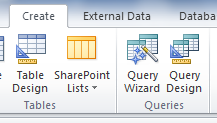 Create External Data Databa
Table Design
SharePoint Lists
Query Wizard
Query Design
Tables
Queries